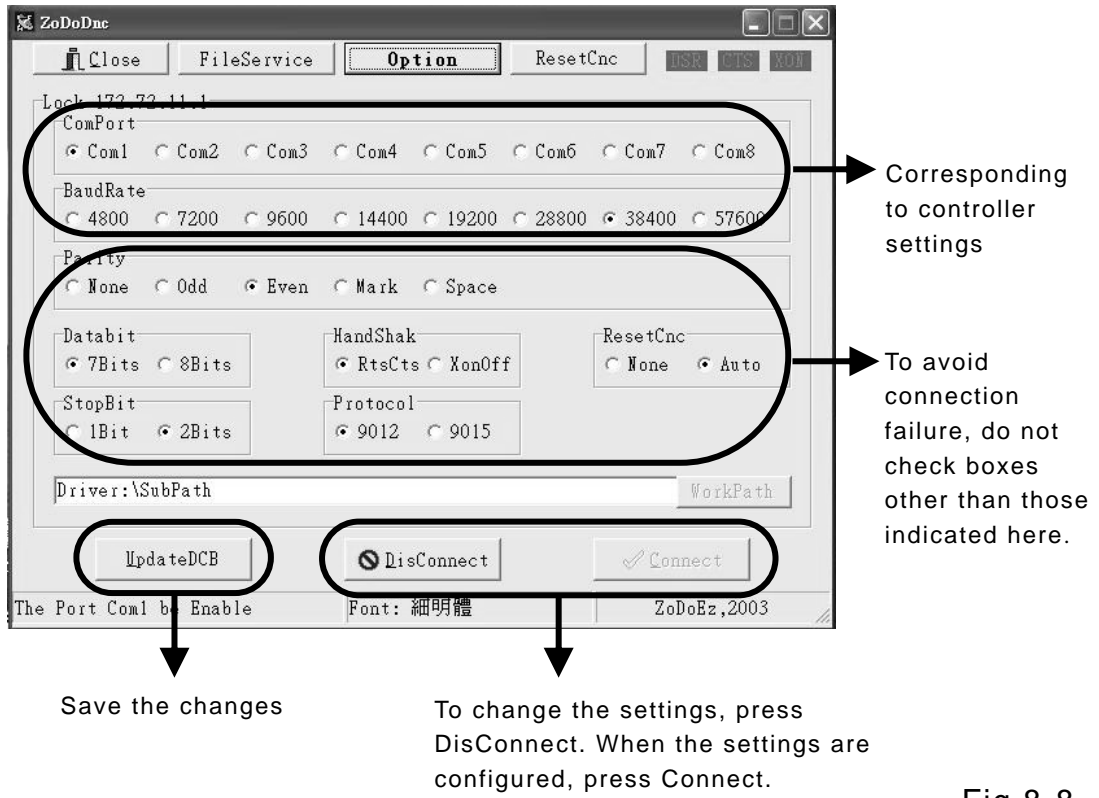 ZoDoDnc
Close FileService Option ResetCnc DSR CTS XON
Lock 172.72.11.1
ComPort
Com1 Com2 Com3 Com4 Com5 Com6 Com7 Com8
BaudRate
4800 7200 9600 14400 19200 28800 38400 57600
Parity
None Odd Even Mark Space
Databit HandShak ResetCnc
7Bits 8Bits RtsCts XonOff None Auto
StopBit Protocol
1Bit 2Bits 9012 9015
Driver:\SubPath WorkPath
UpdateDCB DisConnect Connect
The Port Com1 be Enable Font: 細明體 ZoDoEz,2003
Corresponding
to controller
settings
To avoid
connection
failure, do not
check boxes
other than those
indicated here.
Save the changes
To change the settings, press
DisConnect. When the settings are
configured, press Connect.
Fig 8-8